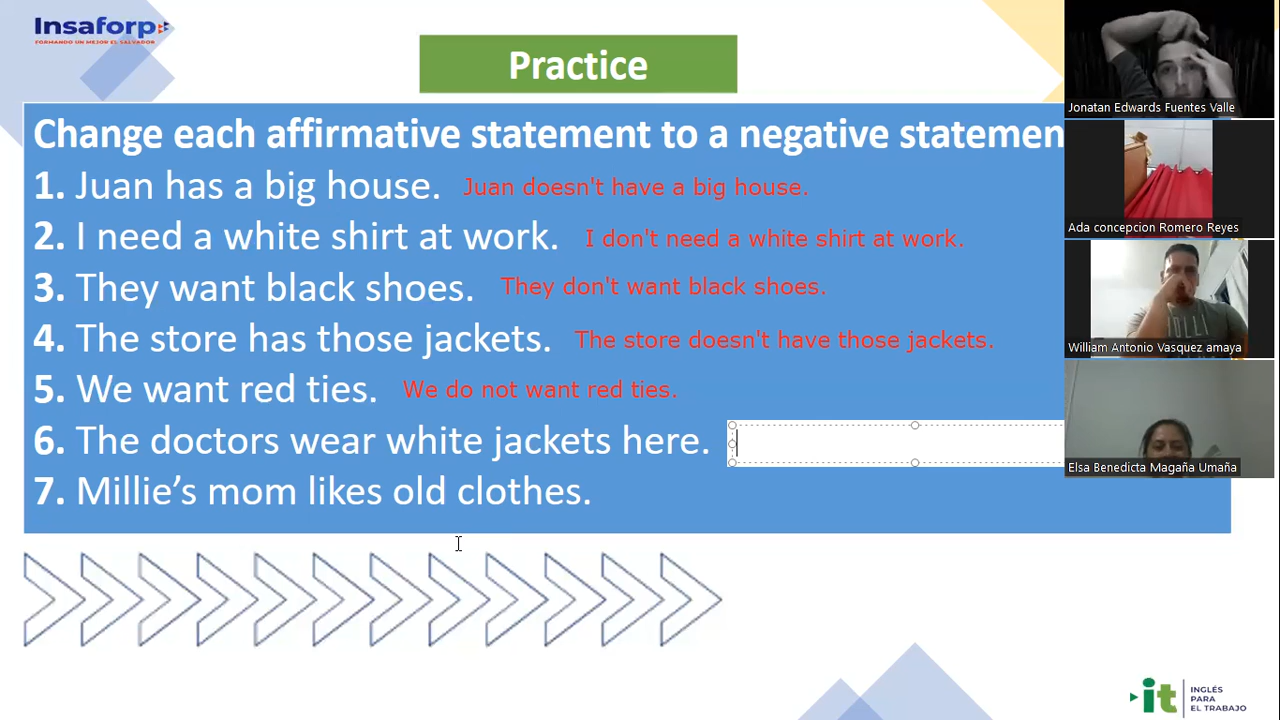 Insaforp
FORMANDO UN MEJOR EL SALVADOR
Practice
Change each affirmative statement to a negative statemen
1. Juan has a big house. Juan doesn't have a big house.
2. I need a white shirt at work. I don't need a white shirt at work.
3. They want black shoes. They don't want black shoes.
4. The store has those jackets. The store doesn't have those jackets.
5. We want red ties. We do not want red ties.
6. The doctors wear white jackets here.
7. Millie's mom likes old clothes.
Jonatan Edwards Fuentes Valle
Ada concepcion Romero Reyes
William Antonio Vasquez amaya
Elsa Benedicta Magaña Umaña
it INGLÉS
PARA
EL TRABAJO